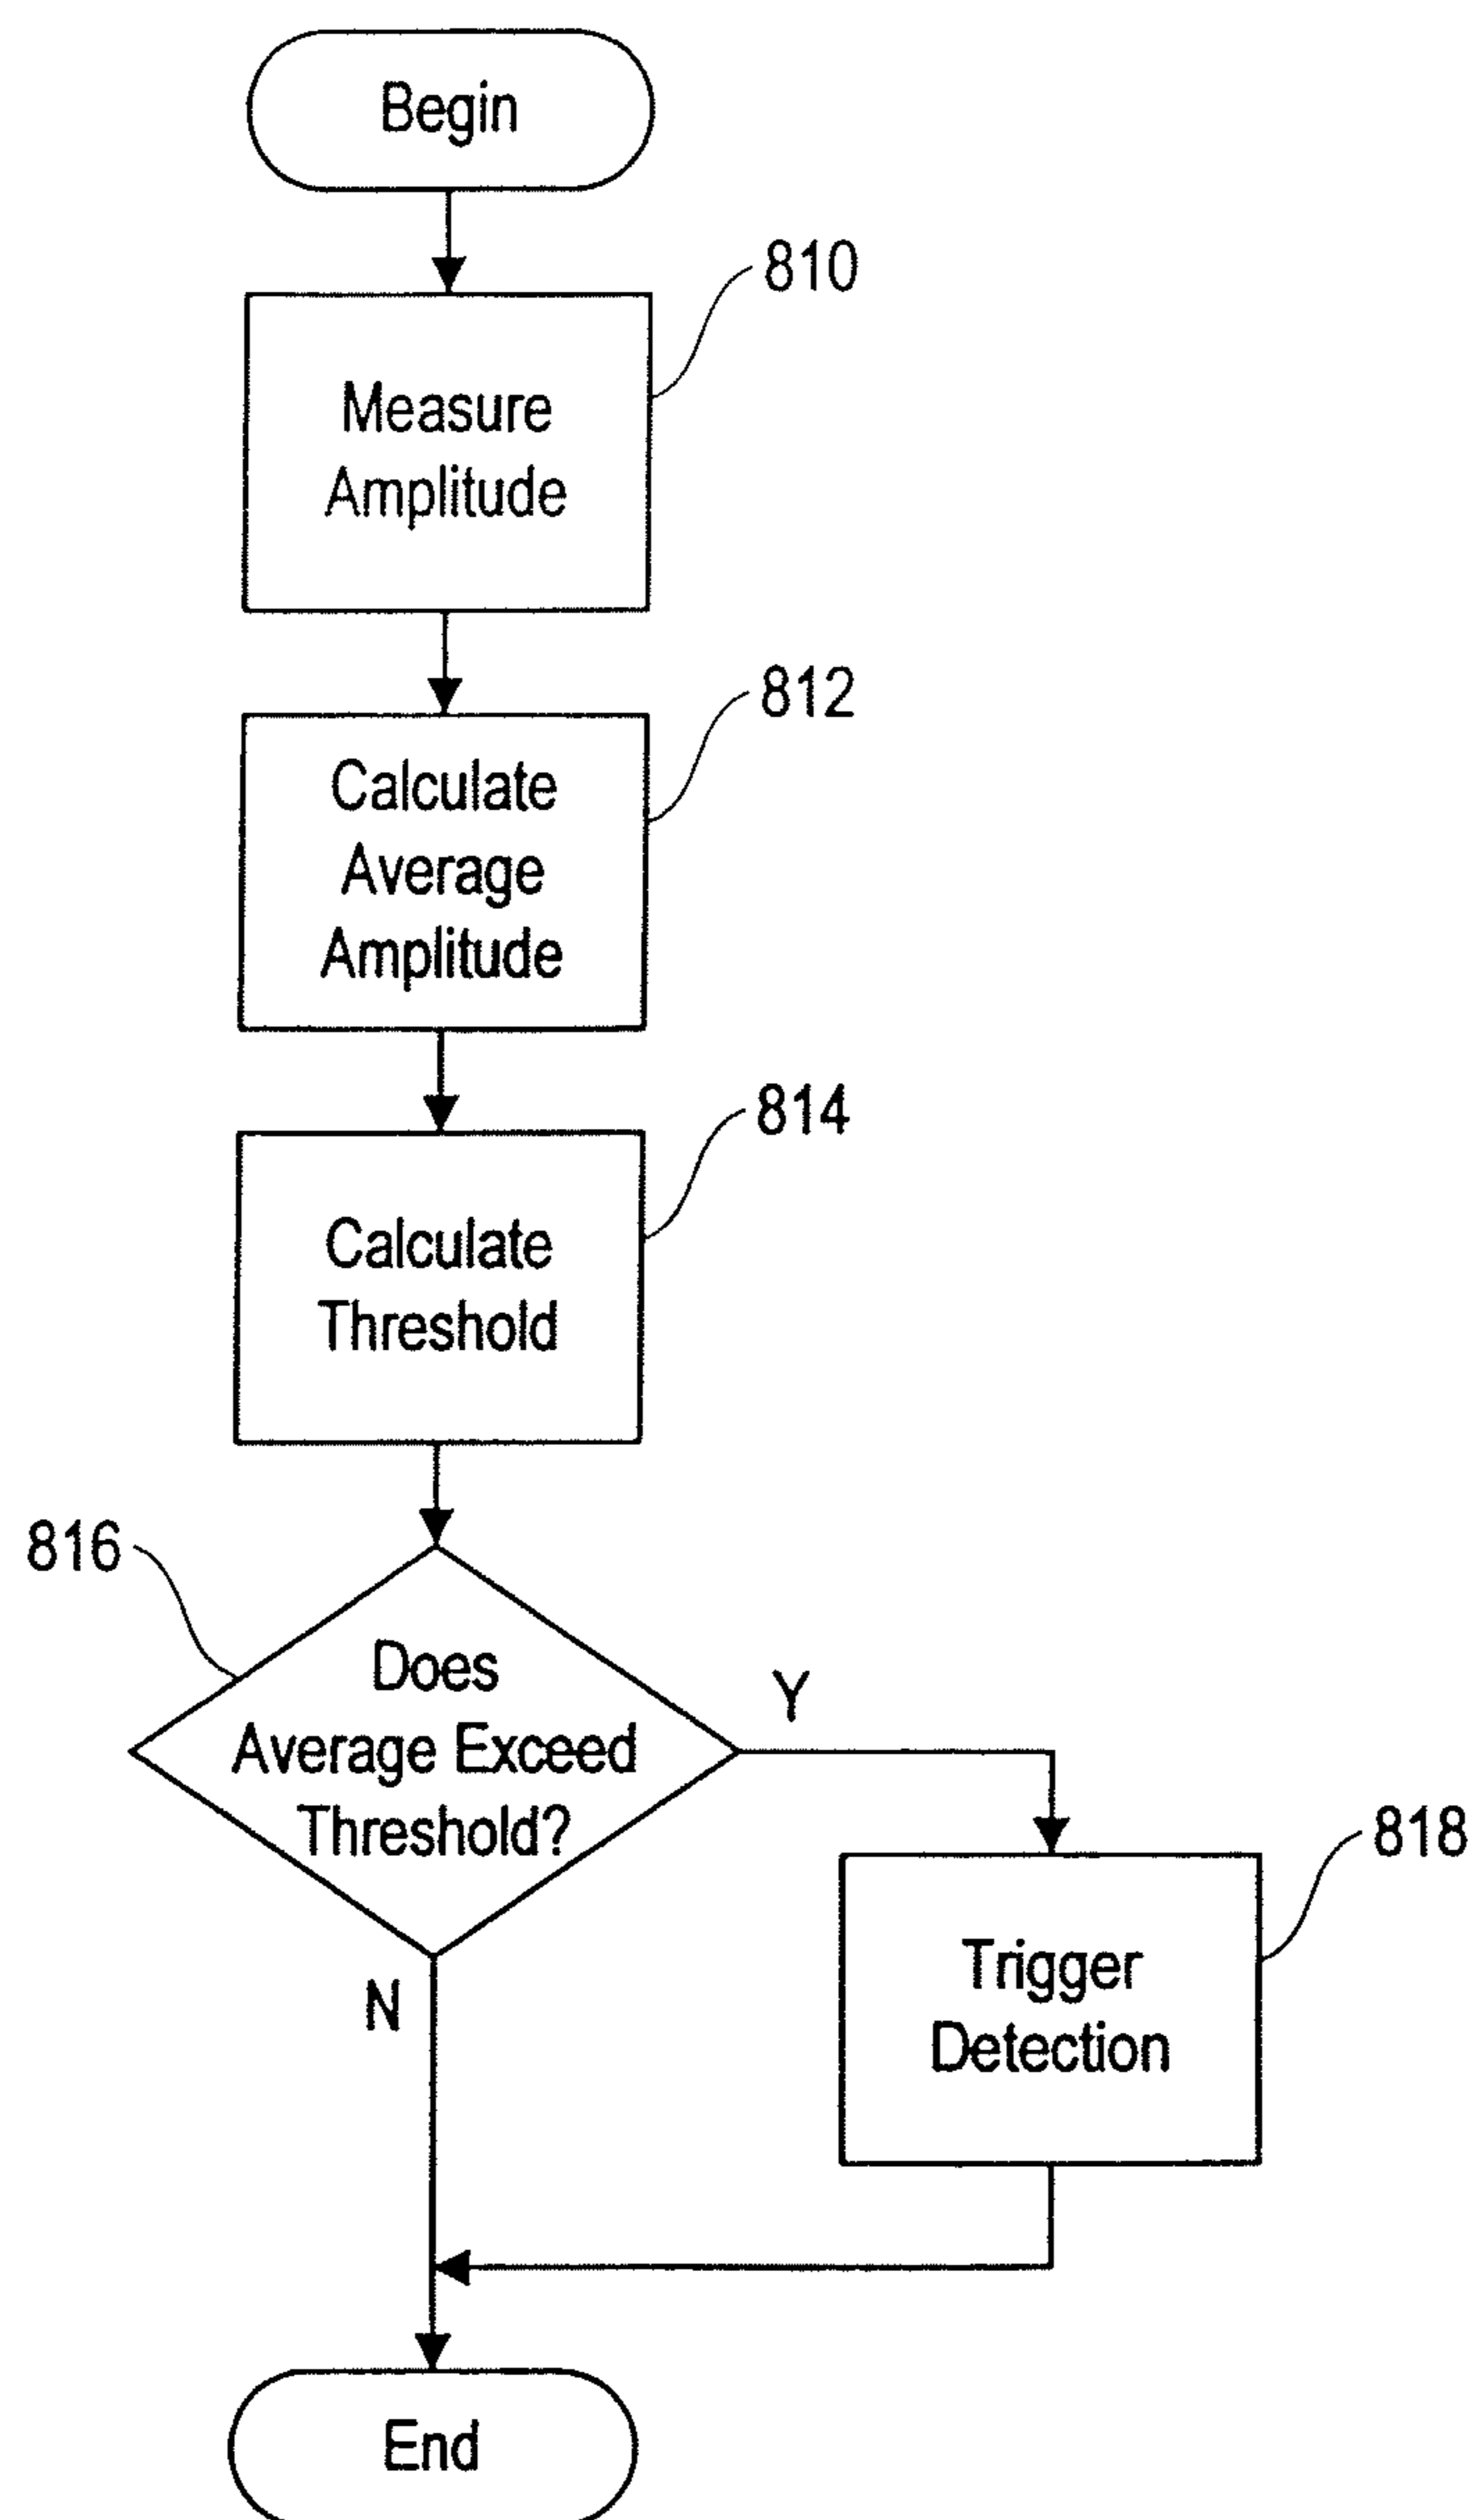 Begin
810
Measure
Amplitude
812
Calculate
Average
Amplitude
814
Calculate
Threshold
816
Does
Average Exceed
Threshold?
Y
818
Trigger
Detection
N
End